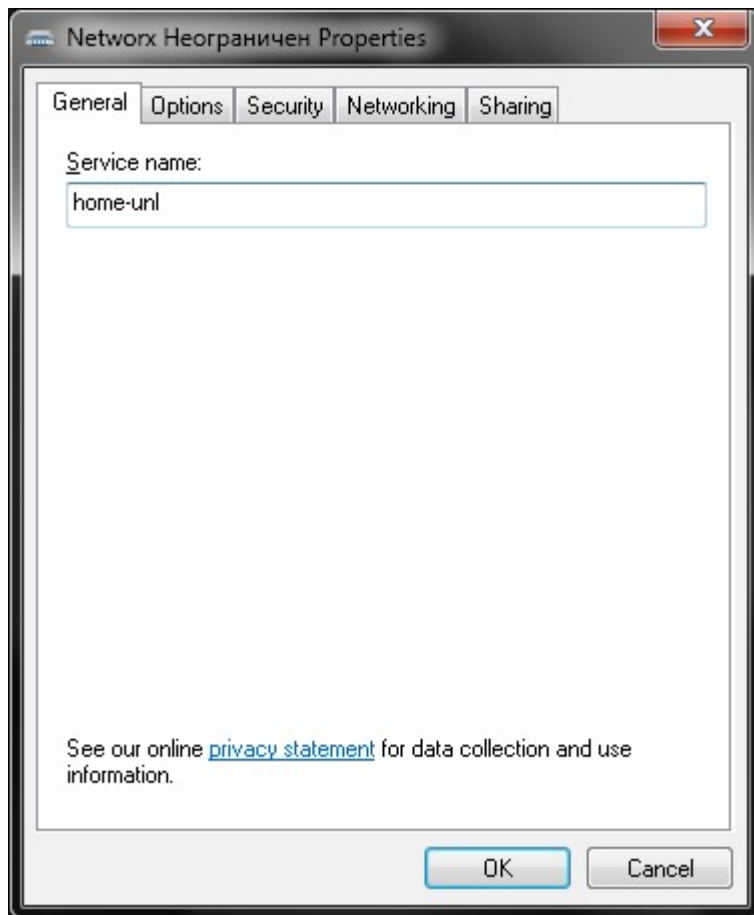 Networx Неограничен Properties
General Options Security Networking Sharing
Service name:
home-unl
See our online privacy statement for data collection and use
information.
OK Cancel